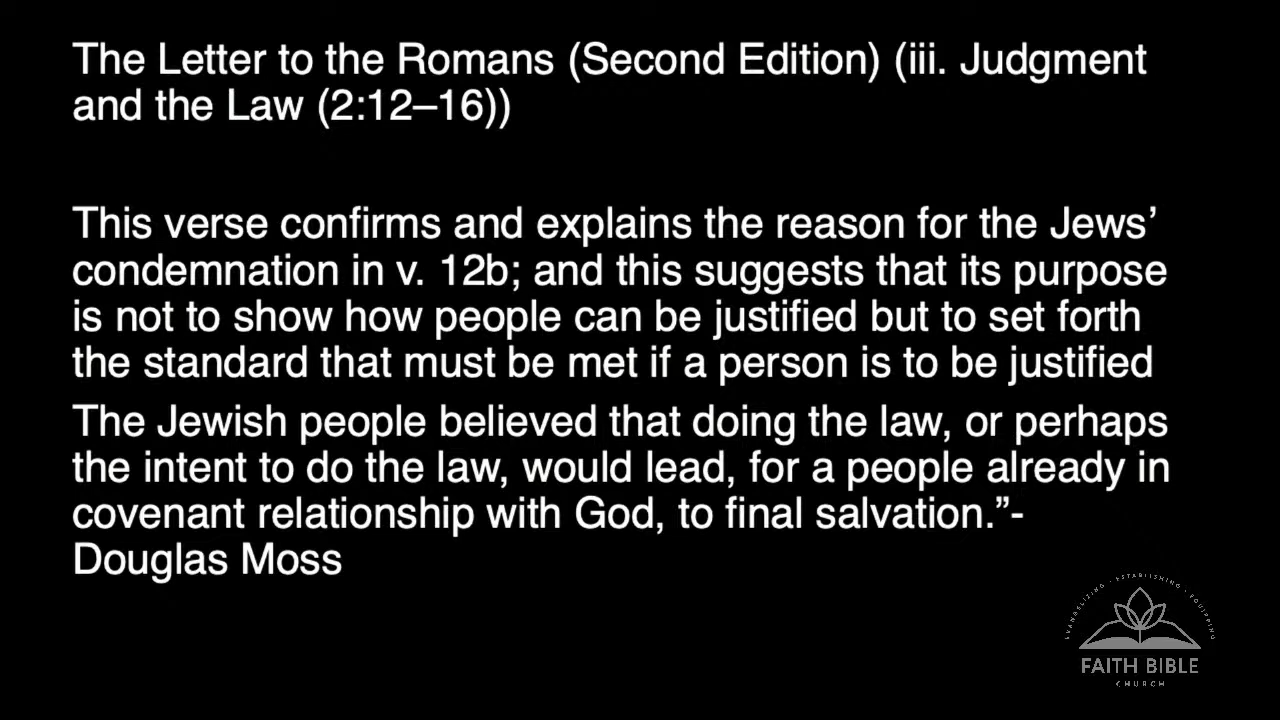 The Letter to the Romans (Second Edition) (iii. Judgment
and the Law (2:12–16))
This verse confirms and explains the reason for the Jews’
condemnation in v. 12b; and this suggests that its purpose
is not to show how people can be justified but to set forth
the standard that must be met if a person is to be justified
The Jewish people believed that doing the law, or perhaps
the intent to do the law, would lead, for a people already in
covenant relationship with God, to final salvation.”-
Douglas Moss
EVANGELIZING · ESTABLISHING · EQUIPPING
FAITH BIBLE
CHURCH